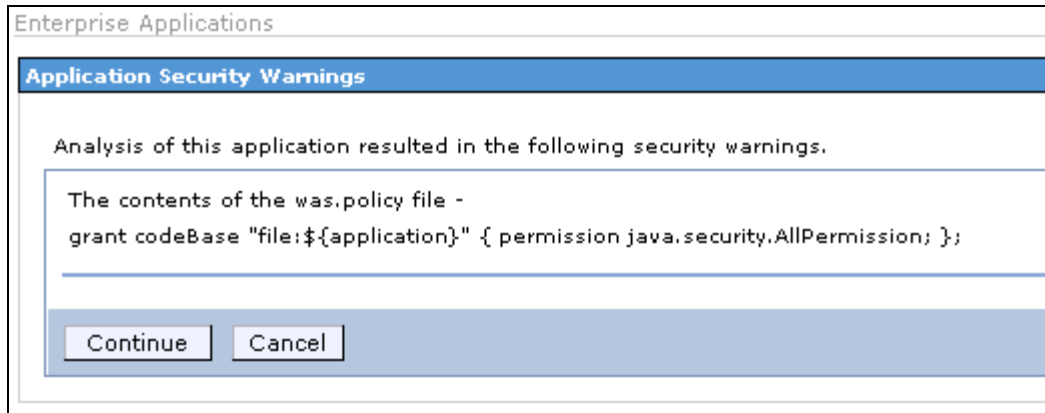 Enterprise Applications
Application Security Warnings
Analysis of this application resulted in the following security warnings.
The contents of the was.policy file -
grant codeBase "file:${application}" { permission java.security.AllPermission; };
Continue Cancel